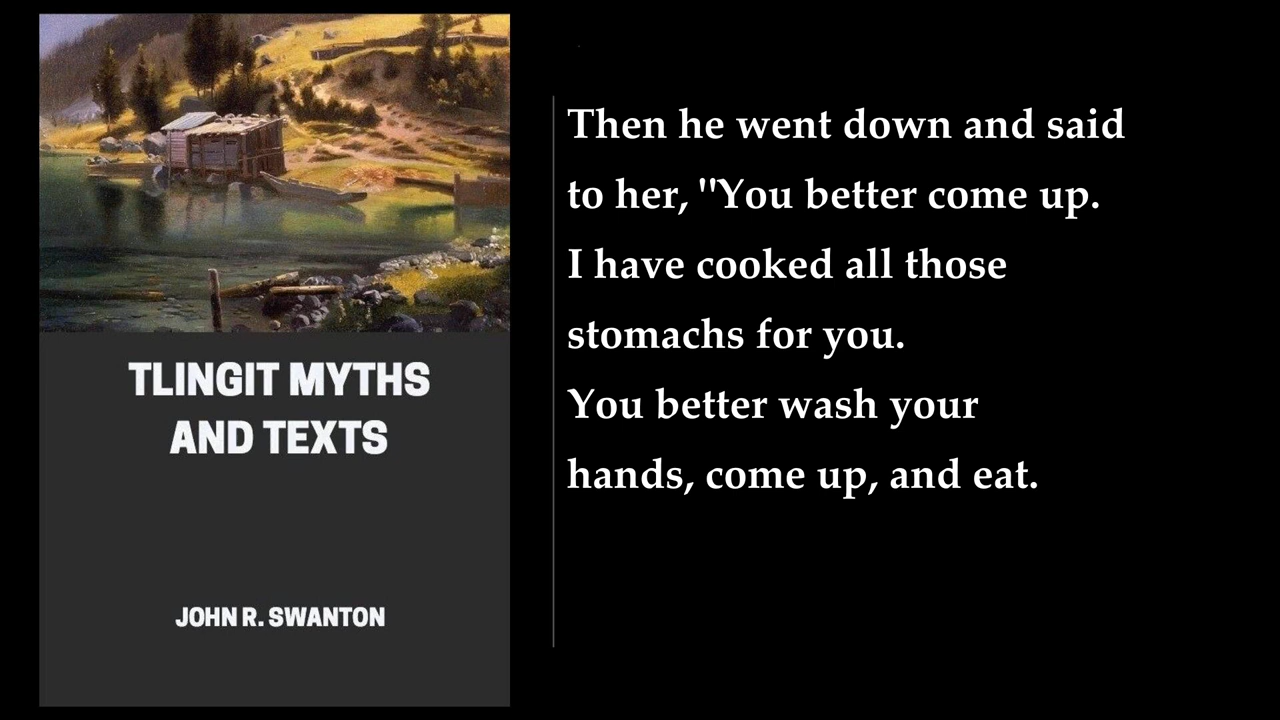 TLINGIT MYTHS
AND TEXTS
JOHN R. SWANTON
Then he went down and said
to her, "You better come up.
I have cooked all those
stomachs for you.
You better wash your
hands, come up, and eat.